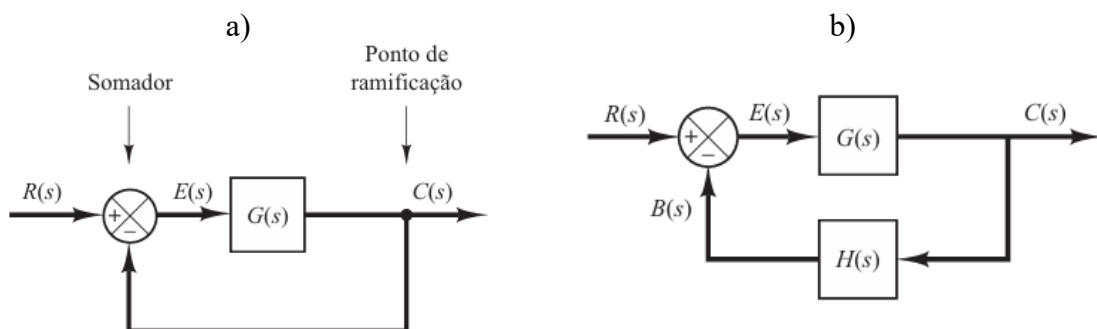 a)
Somador
Ponto de
ramificação
R(s)
+
−
E(s)
G(s)
C(s)
b)
R(s)
+
−
E(s)
G(s)
C(s)
B(s)
H(s)